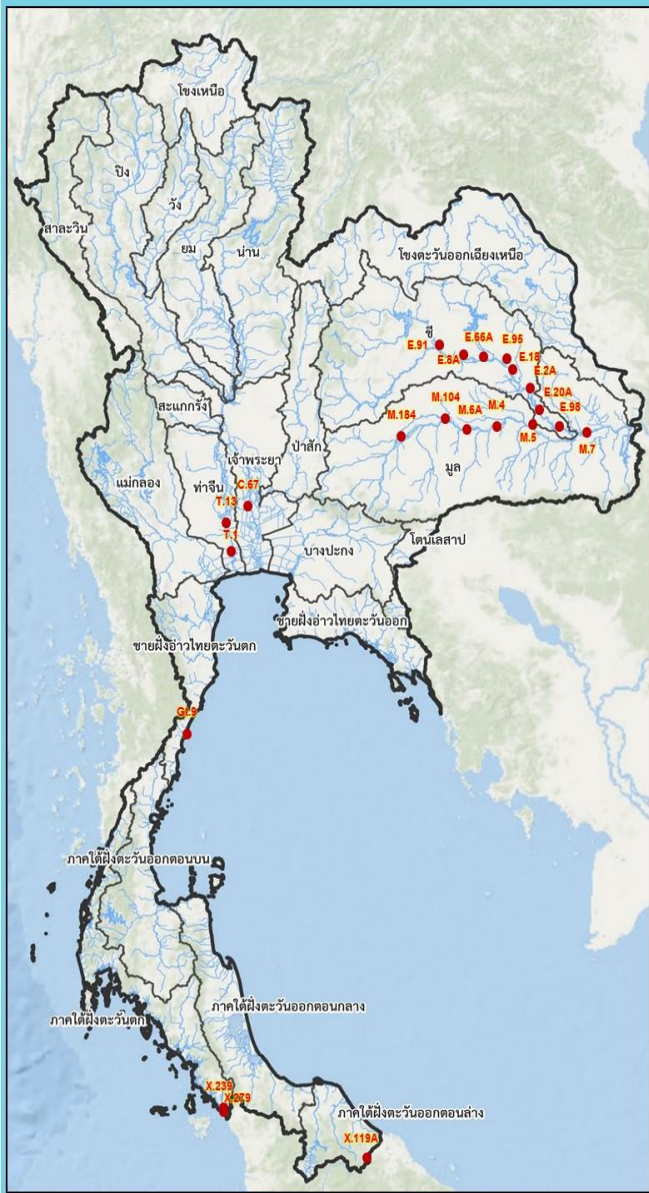 โขงเหนือ
ปิง
วัง
สาละวิน
ยม
น่าน
โขงตะวันออกเฉียงเหนือ
ชี
E.91
E.8A
E.66A
E.95
E.18
E.2A
E.20A
E.98
M.104
M.184
M.6A
M.4
M.5
M.7
มูล
สะแกกรัง
ป่าสัก
เจ้าพระยา
แม่กลอง
ท่าจีน
C.67
T.13
T.1
บางปะกง
โตนเลสาป
ชายฝั่งอ่าวไทยตะวันออก
ชายฝั่งอ่าวไทยตะวันตก
Gt.9
ภาคใต้ฝั่งตะวันออกตอนบน
ภาคใต้ฝั่งตะวันออกตอนกลาง
ภาคใต้ฝั่งตะวันตก
X.239
X.279
ภาคใต้ฝั่งตะวันออกตอนล่าง
X.119A